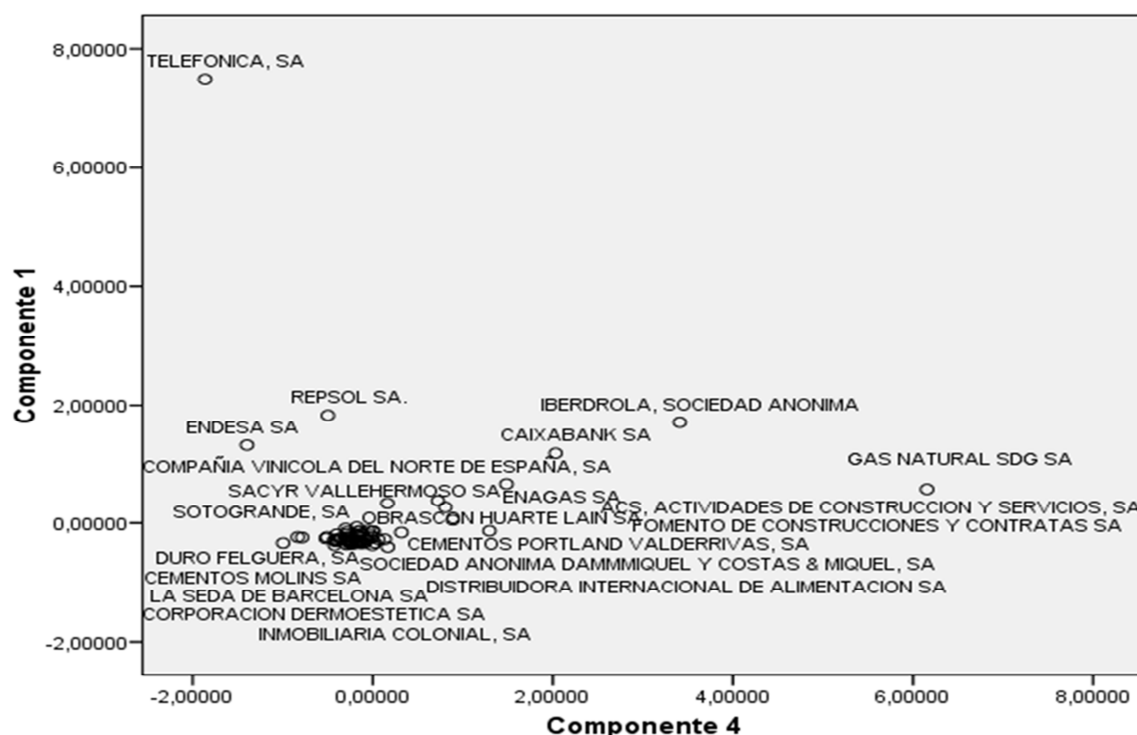 8,00000
TELEFONICA, SA
6,00000
4,00000
Componente 1
REPSOL SA.
2,00000
IBERDROLA, SOCIEDAD ANONIMA
ENDESA SA
CAIXABANK SA
GAS NATURAL SDG SA
COMPAÑIA VINICOLA DEL NORTE DE ESPAÑA, SA
SACYR VALLEHERMOSO SA
ENAGAS SA
ACS, ACTIVIDADES DE CONSTRUCCION Y SERVICIOS, SA
SOTOGRANDE, SA
BRASCON HUARTE LAIN SA
0,00000
FOMENTO DE CONSTRUCCIONES Y CONTRATAS SA
CEMENTOS PORTLAND VALDERRIVAS, SA
DURO FELGUERA, SA
SOCIEDAD ANONIMA DAMMMIQUEL Y COSTAS & MIQUEL, SA
CEMENTOS MOLINS SA
DISTRIBUIDORA INTERNACIONAL DE ALIMENTACION SA
LA SEDA DE BARCELONA SA
CORPORACION DERMOESTETICA SA
INMOBILIARIA COLONIAL, SA
-2,00000
-2,00000 0,00000 2,00000 4,00000 6,00000 8,00000
Componente 4